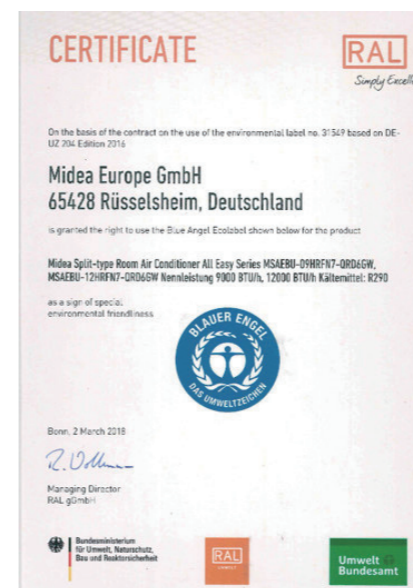 CERTIFICATE
RAL
Simply Excell
On the basis of the contract on the use of the environmental label no. 31549 based on DE-
UZ 204 Edition 2016
Midea Europe GmbH
65428 Rüsselsheim, Deutschland
is granted the right to use the Blue Angel Ecolabel shown below for the product
Midea Split-type Room Air Conditioner All Easy Series MSAEBU-09HRFN7-QRD6GW,
MSAEBU-12HRFN7-QRD6GW Nennleistung 9000 BTU/h, 12000 BTU/h Kältemittel: R290
as a sign of special
environmental friendliness
BLAUER ENGEL
DAS UMWELTZEICHEN
Bonn, 2 March 2018
Managing Director
RAL gGmbH
Bundesministerium
für Umwelt, Naturschutz,
Bau und Reaktorsicherheit
RAL
Umwelt
Bundesamt